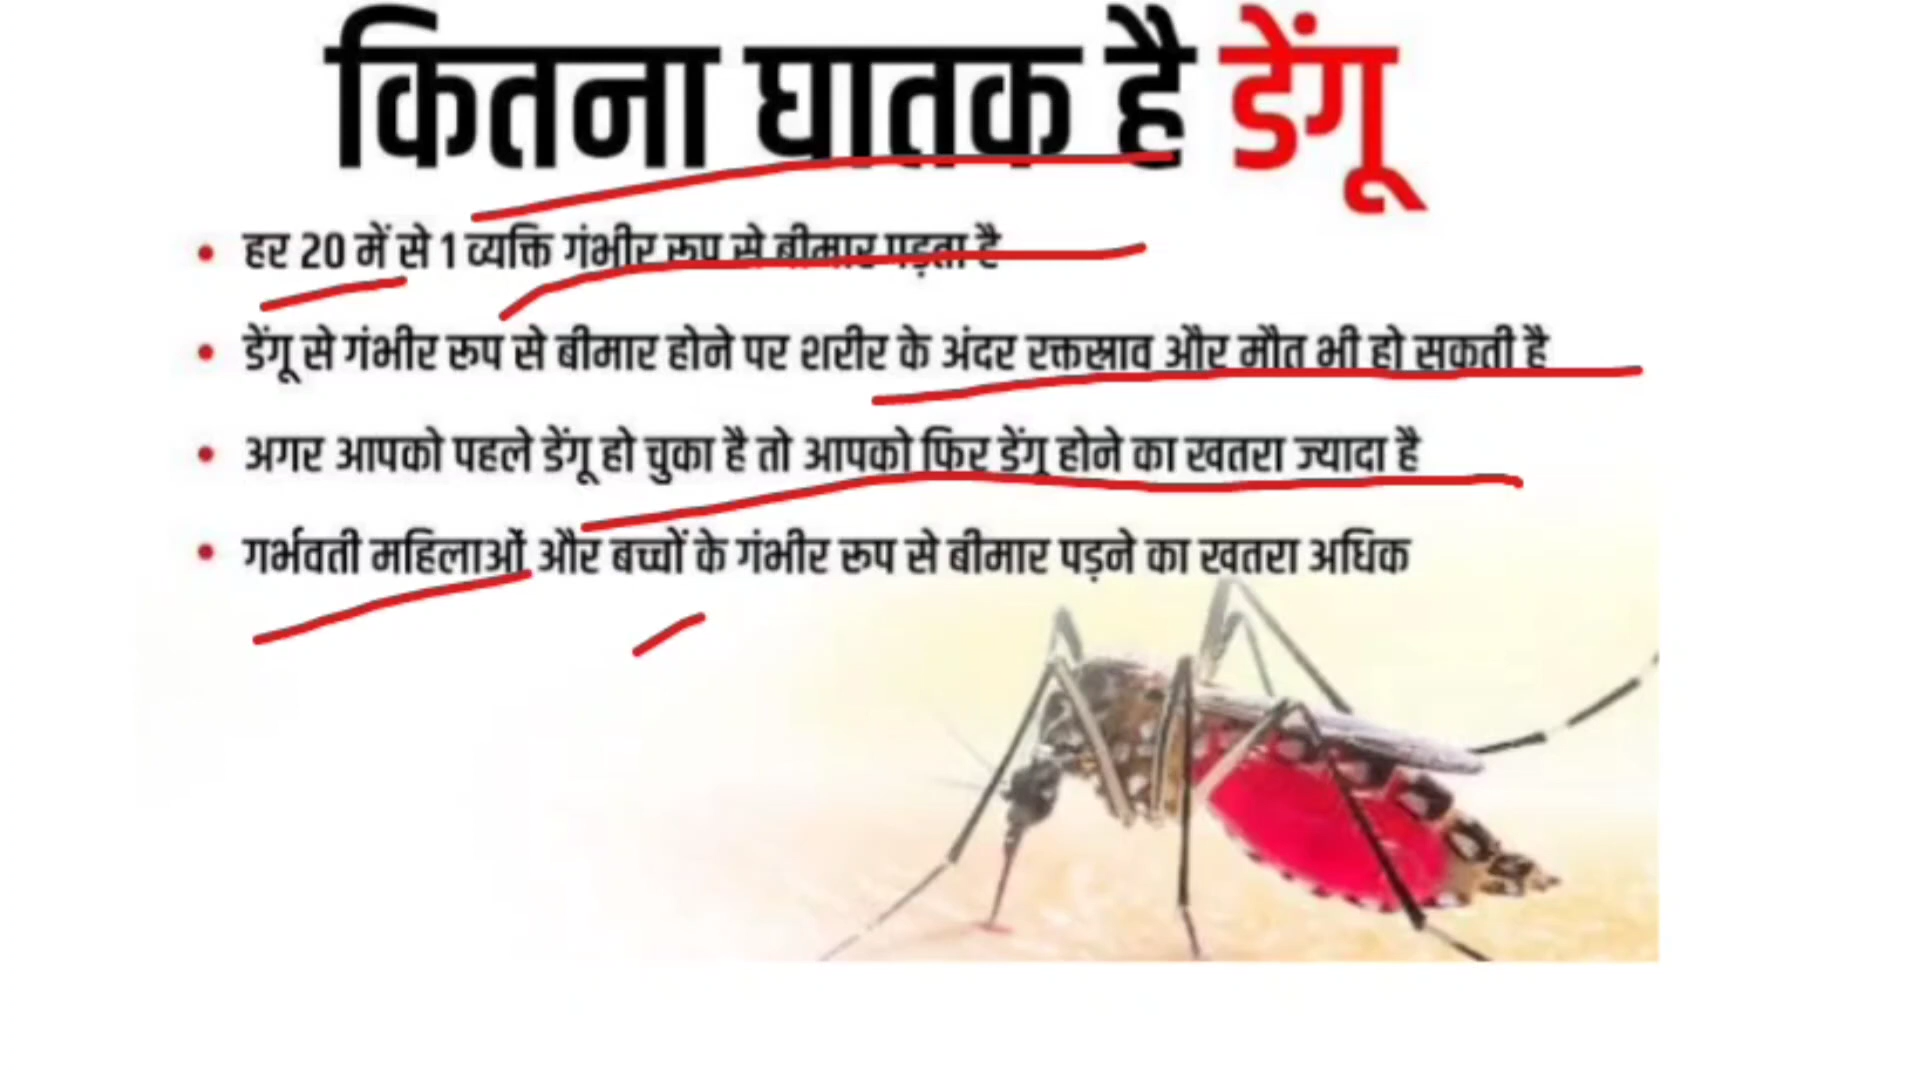 कितना घातक है डेंगू
• हर 20 में से 1 व्यक्ति गंभीर रूप से बीमार पड़ता है
• डेंगू से गंभीर रूप से बीमार होने पर शरीर के अंदर रक्तस्राव और मौत भी हो सकती है
• अगर आपको पहले डेंगू हो चुका है तो आपको फिर डेंगू होने का खतरा ज्यादा है
• गर्भवती महिलाओं और बच्चों के गंभीर रूप से बीमार पड़ने का खतरा अधिक